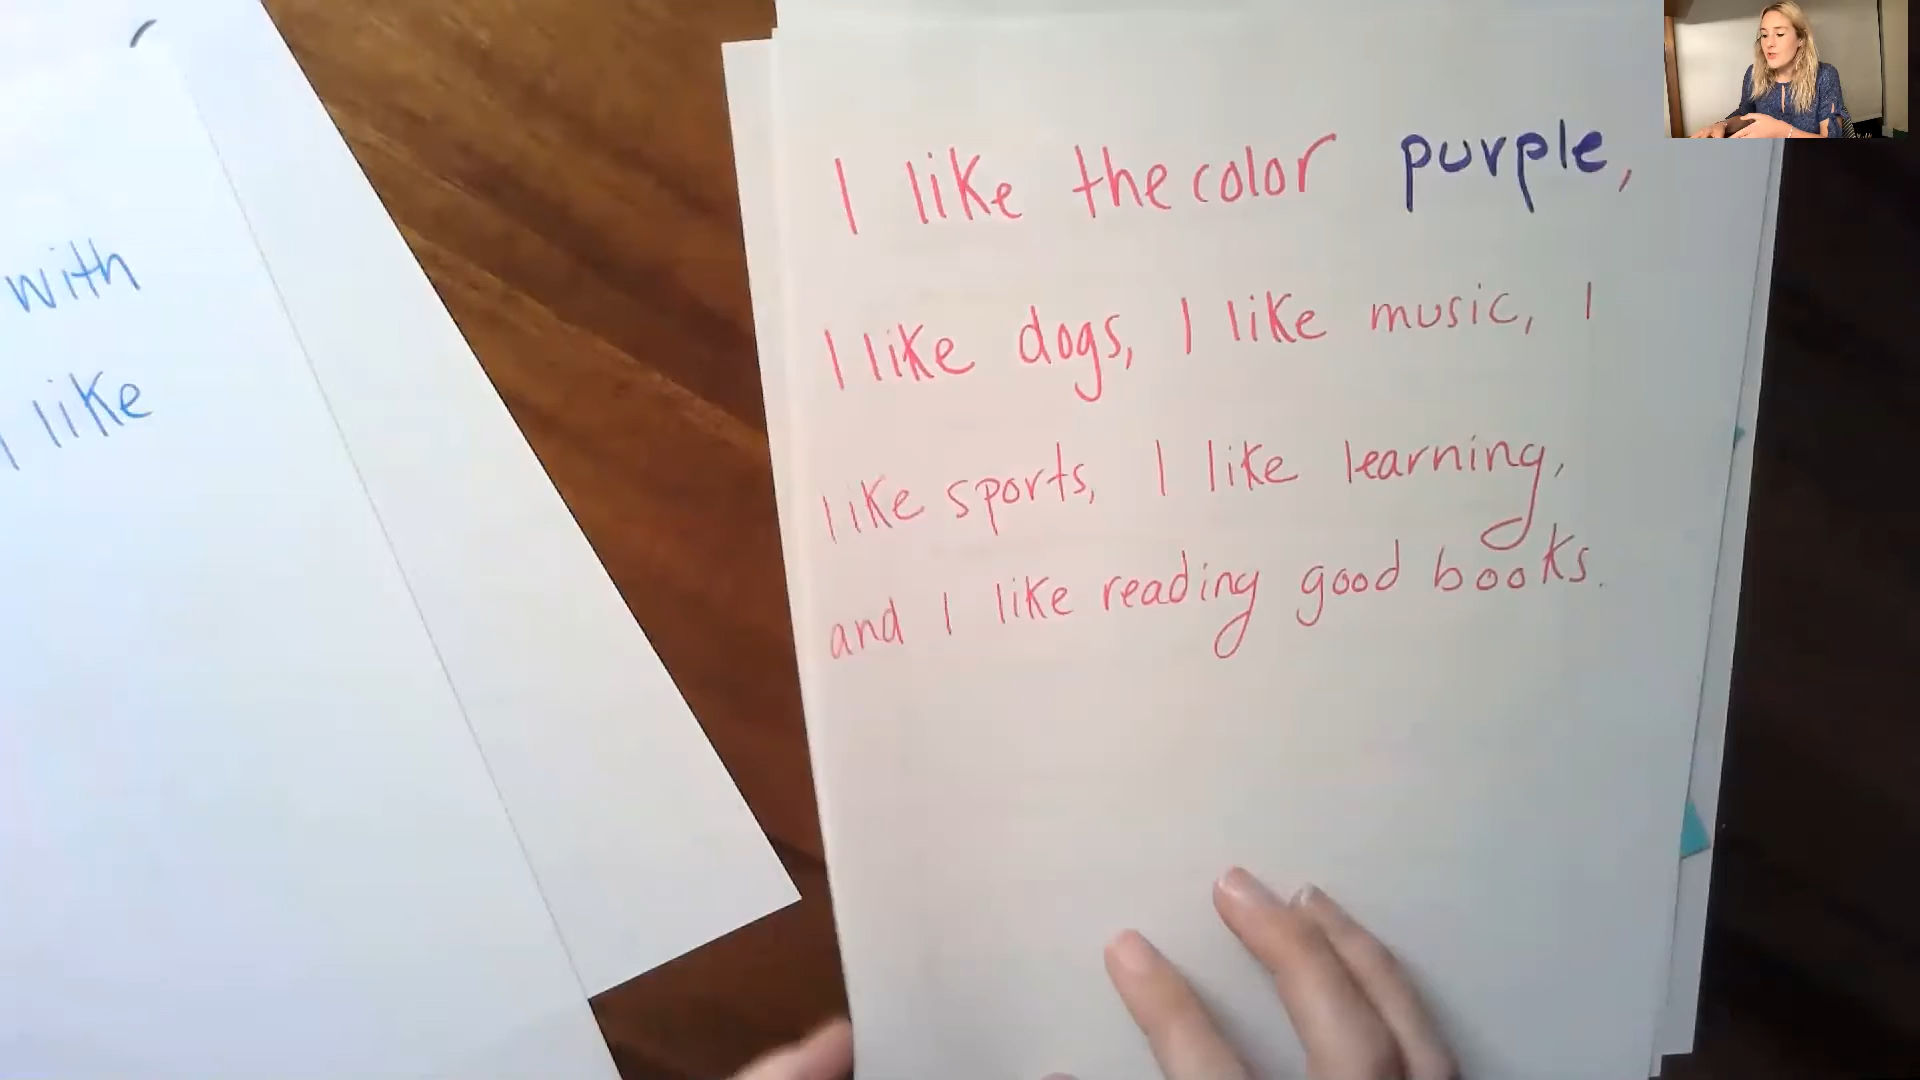 with
I like
I like the color purple,
I like dogs, I like music, I
like sports, I like learning,
and I like reading good books.